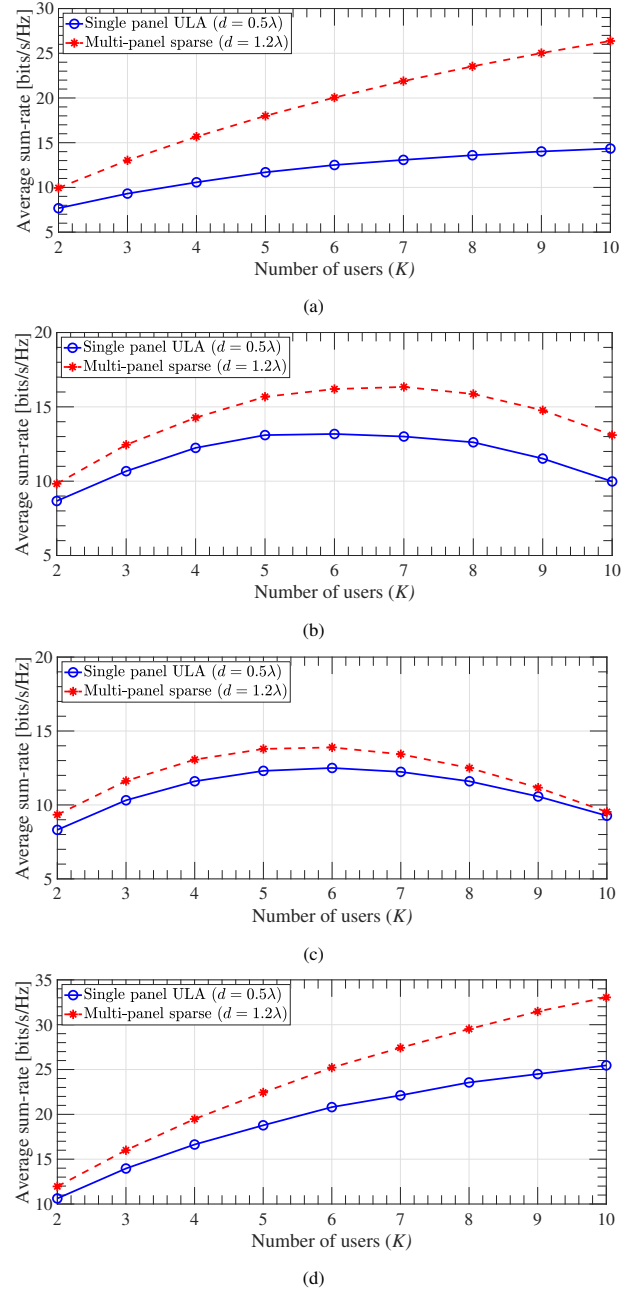 30
25
20
15
10
5
Average sum-rate [bits/s/Hz]
Single panel ULA (d = 0.5λ)
Multi-panel sparse (d = 1.2λ)
2 3 4 5 6 7 8 9 10
Number of users (K)
(a)
20
15
10
5
Average sum-rate [bits/s/Hz]
Single panel ULA (d = 0.5λ)
Multi-panel sparse (d = 1.2λ)
2 3 4 5 6 7 8 9 10
Number of users (K)
(b)
20
15
10
5
Average sum-rate [bits/s/Hz]
Single panel ULA (d = 0.5λ)
Multi-panel sparse (d = 1.2λ)
2 3 4 5 6 7 8 9 10
Number of users (K)
(c)
35
30
25
20
15
10
Average sum-rate [bits/s/Hz]
Single panel ULA (d = 0.5λ)
Multi-panel sparse (d = 1.2λ)
2 3 4 5 6 7 8 9 10
Number of users (K)
(d)